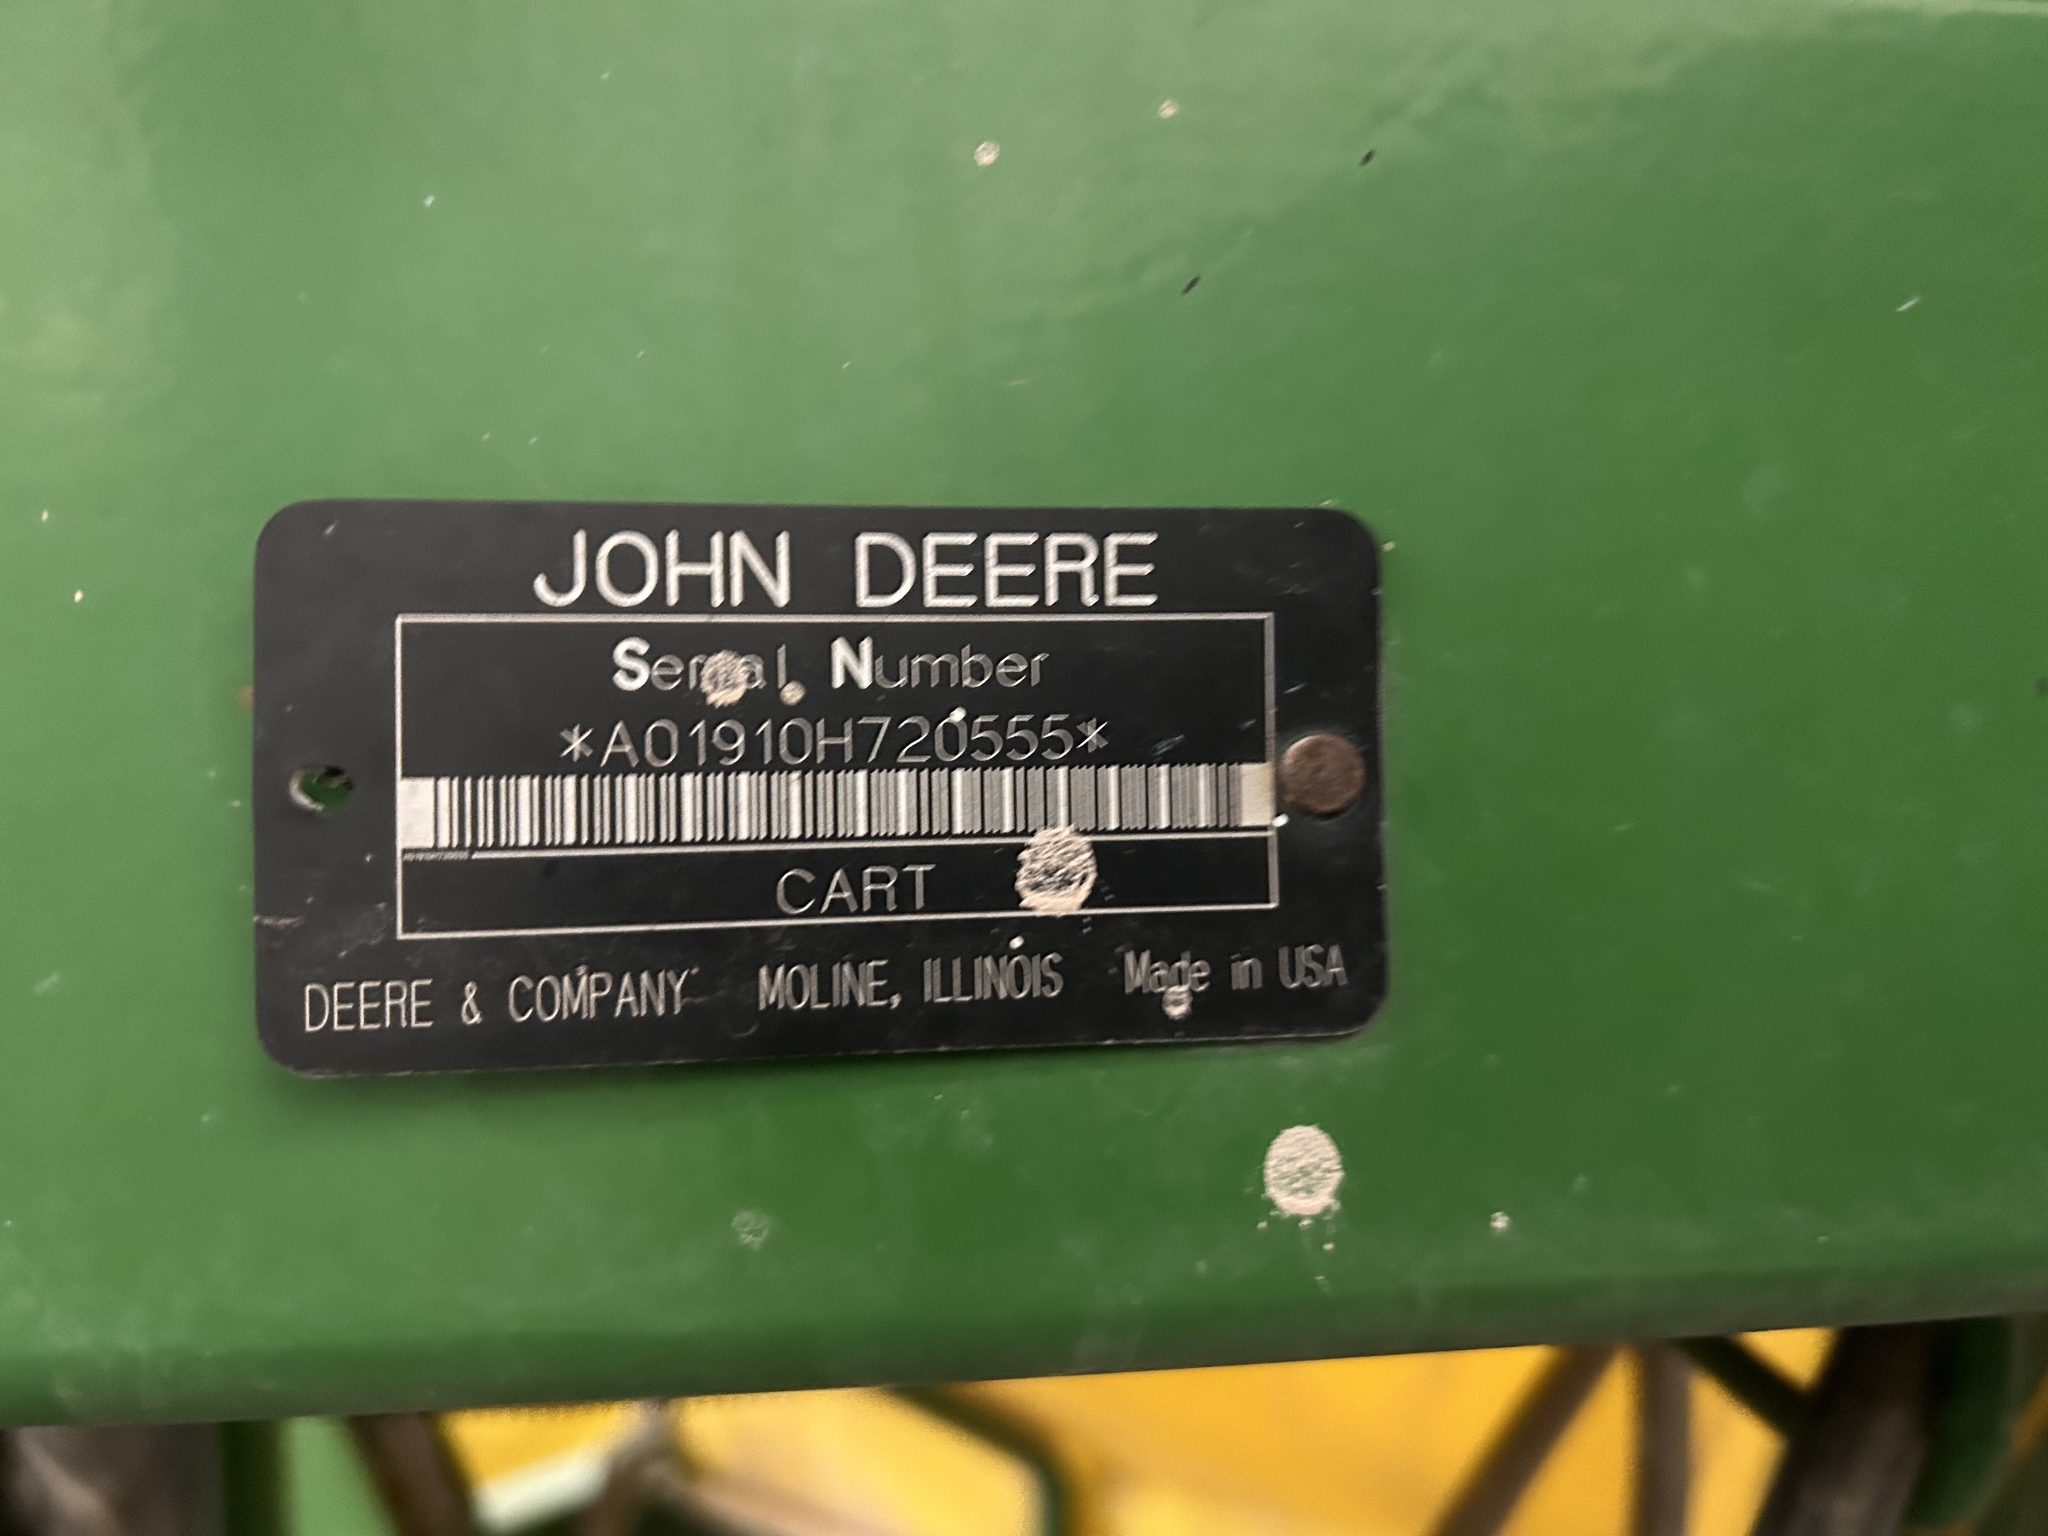 JOHN DEERE
Serial Number
*A01910H720555*
CART
DEERE & COMPANY MOLINE, ILLINOIS Made in USA